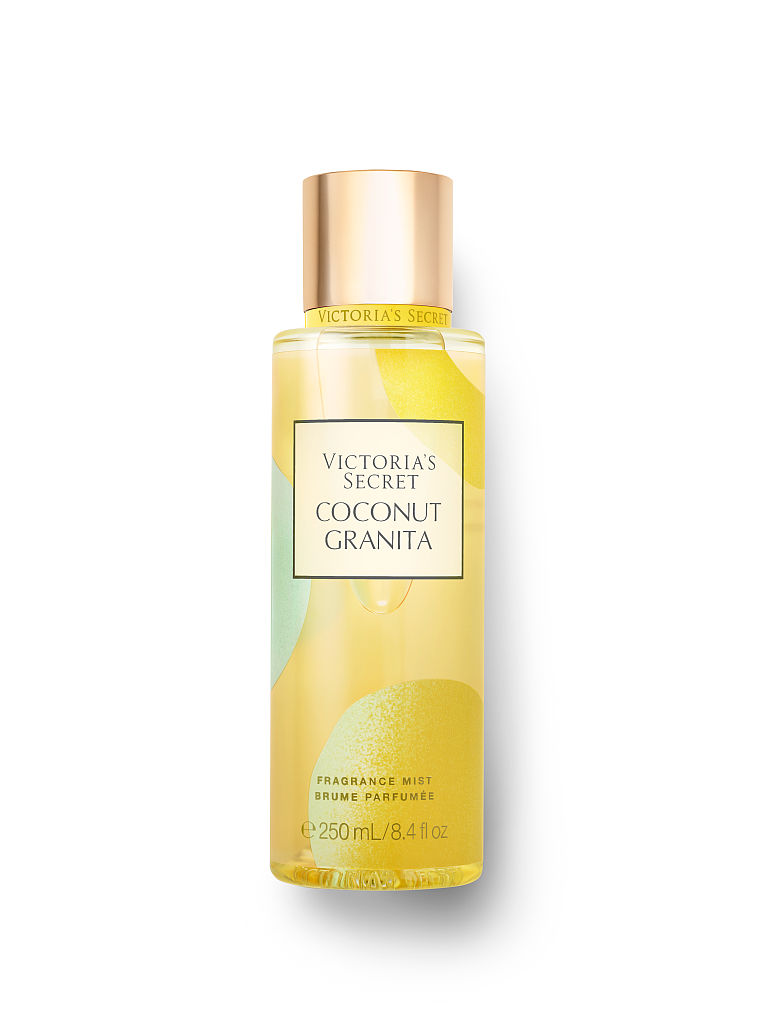 VICTORIA'S SECRET
VICTORIA'S
SECRET
COCONUT
GRANITA
FRAGRANCE MIST
BRUME PARFUMÉE
℮ 250 mL/8.4 fl oz